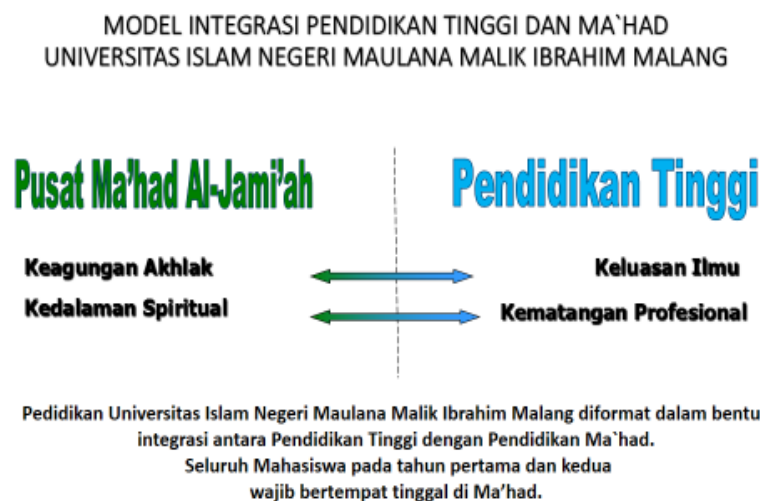 MODEL INTEGRASI PENDIDIKAN TINGGI DAN MA`HAD
UNIVERSITAS ISLAM NEGERI MAULANA MALIK IBRAHIM MALANG
Pusat Ma'had Al-Jami'ah
Pendidikan Tinggi
Keagungan Akhlak
Keluasan Ilmu
Kedalaman Spiritual
Kematangan Profesional
Pedidikan Universitas Islam Negeri Maulana Malik Ibrahim Malang diformat dalam bentu
integrasi antara Pendidikan Tinggi dengan Pendidikan Ma`had.
Seluruh Mahasiswa pada tahun pertama dan kedua
wajib bertempat tinggal di Ma'had.